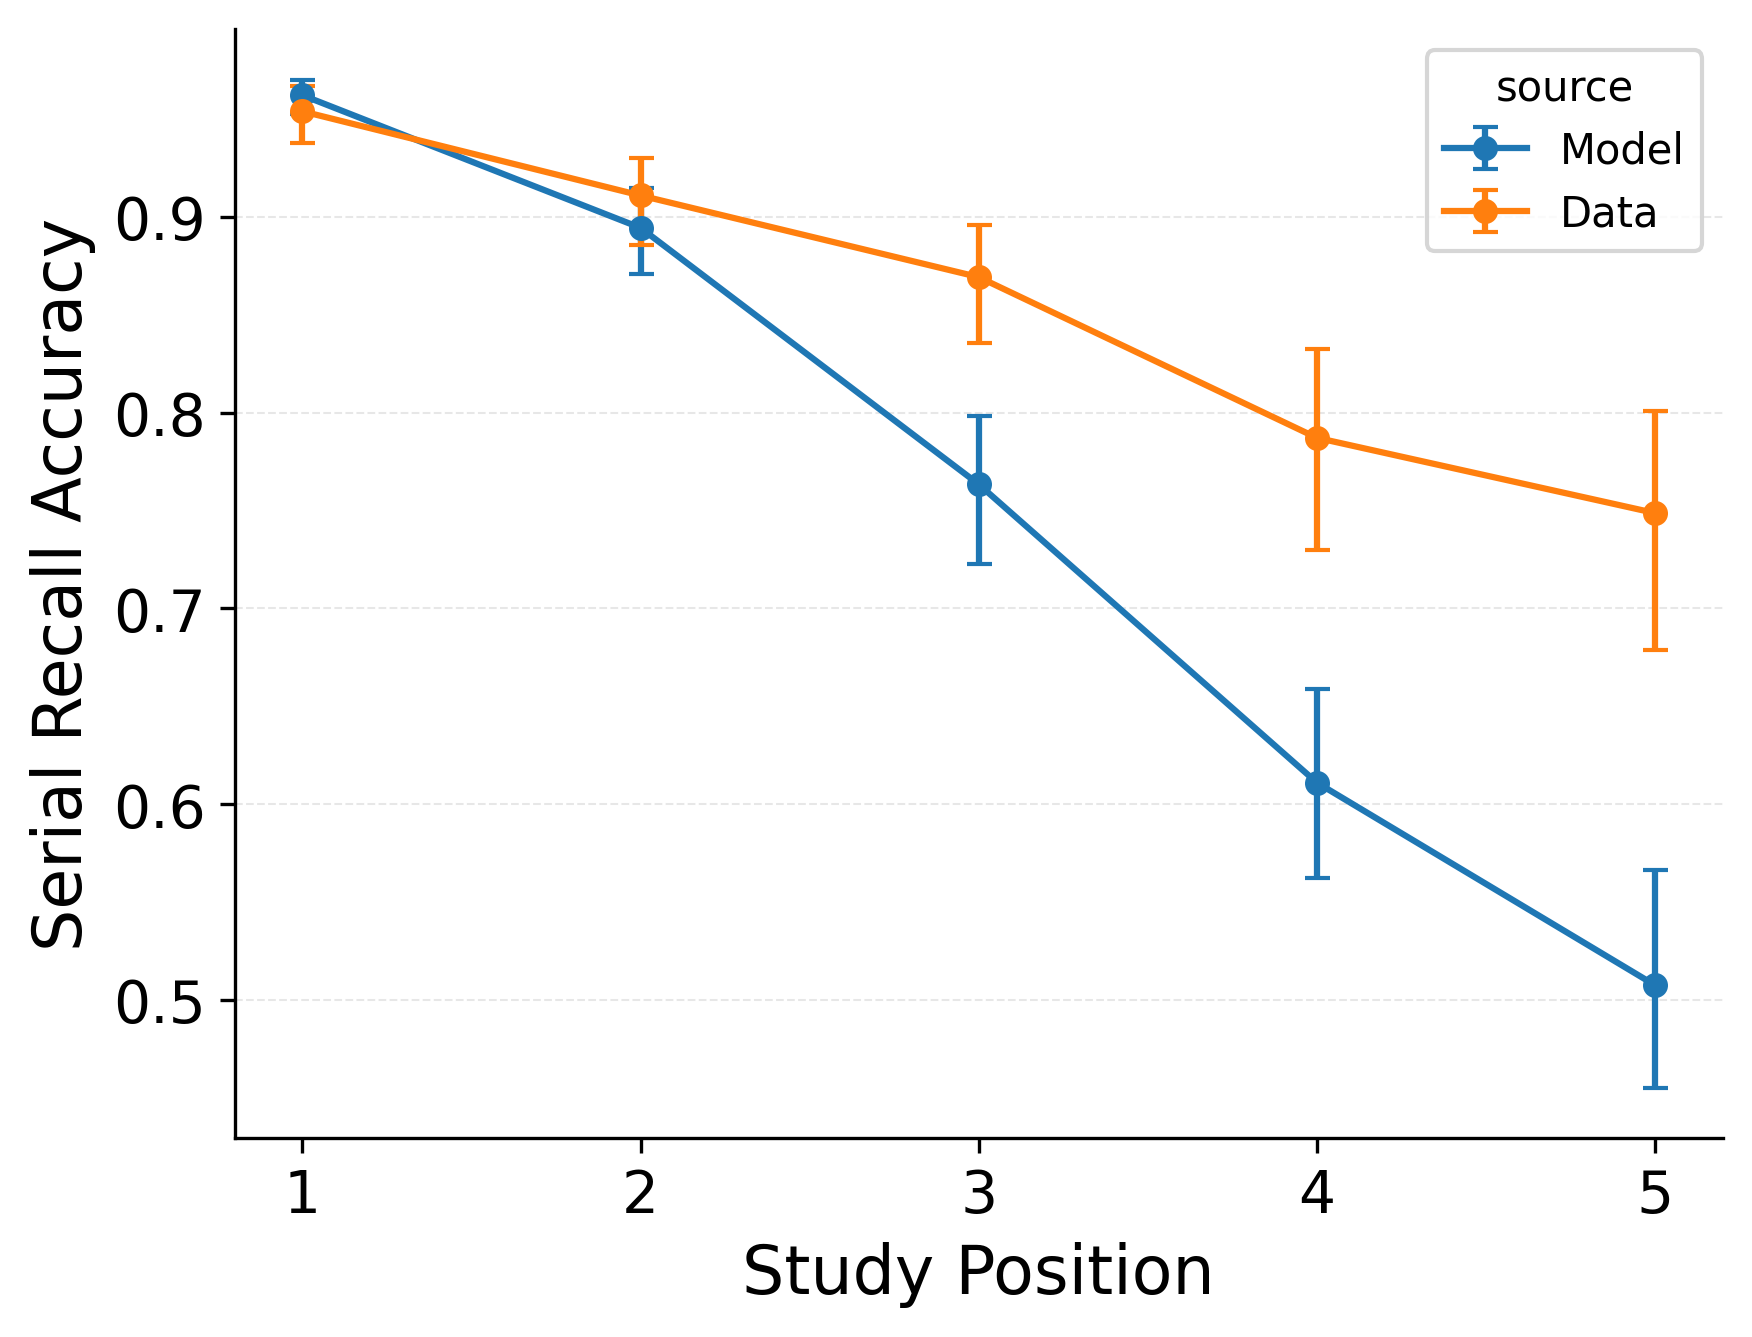 source
Model
Data
0.9
0.8
0.7
0.6
0.5
Serial Recall Accuracy
1 2 3 4 5
Study Position